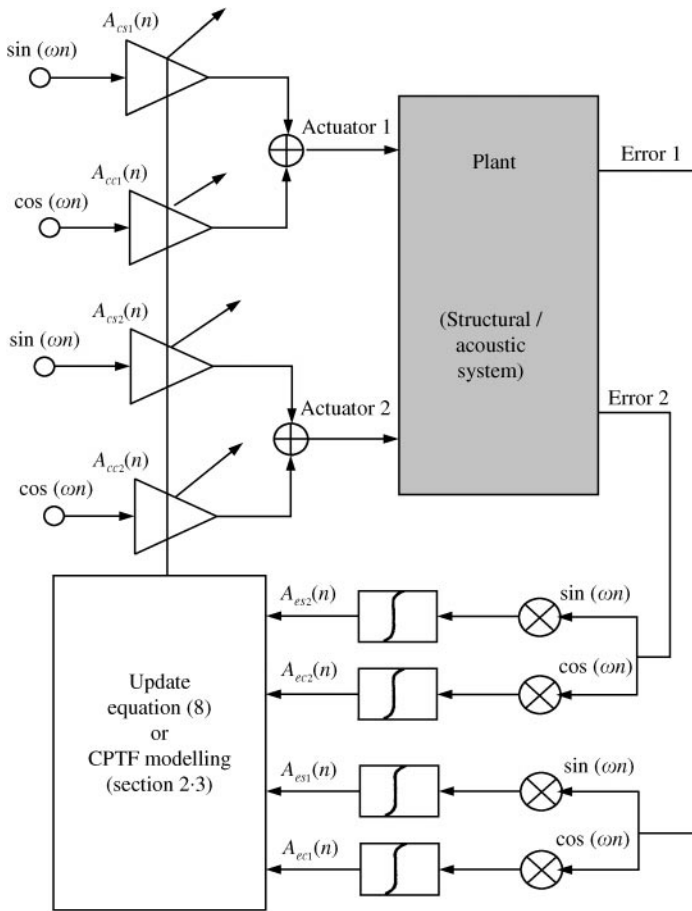 A_cs1(n)
sin (ωn)
Actuator 1
Plant
Error 1
A_cc1(n)
cos (ωn)
A_cs2(n)
(Structural /
acoustic
system)
sin (ωn)
Actuator 2
Error 2
A_cc2(n)
cos (ωn)
A_es2(n)
sin (ωn)
A_ec2(n)
cos (ωn)
Update
equation (8)
or
CPTF modelling
(section 2·3)
A_es1(n)
sin (ωn)
A_ec1(n)
cos (ωn)